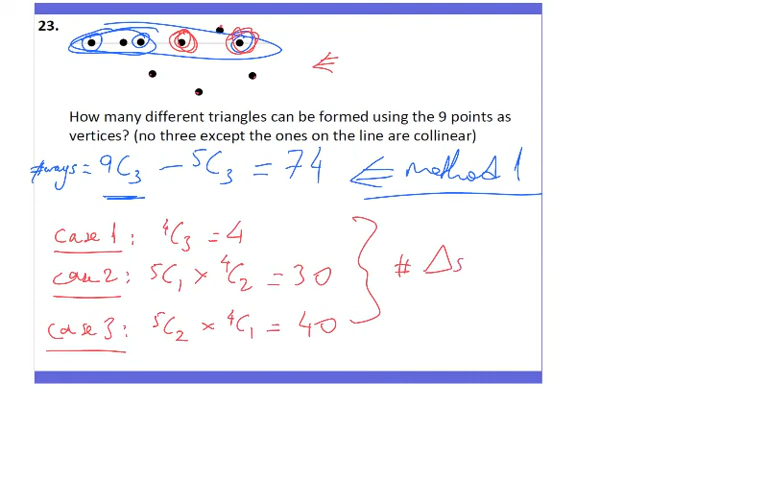 23.
How many different triangles can be formed using the 9 points as
vertices? (no three except the ones on the line are collinear)
#ways = ⁹C₃ – ⁵C₃ = 74 ⇐ method 1
Case 1 : ⁴C₃ = 4
Case 2 : ⁵C₁ × ⁴C₂ = 30
Case 3 : ⁵C₂ × ⁴C₁ = 40
# Δs